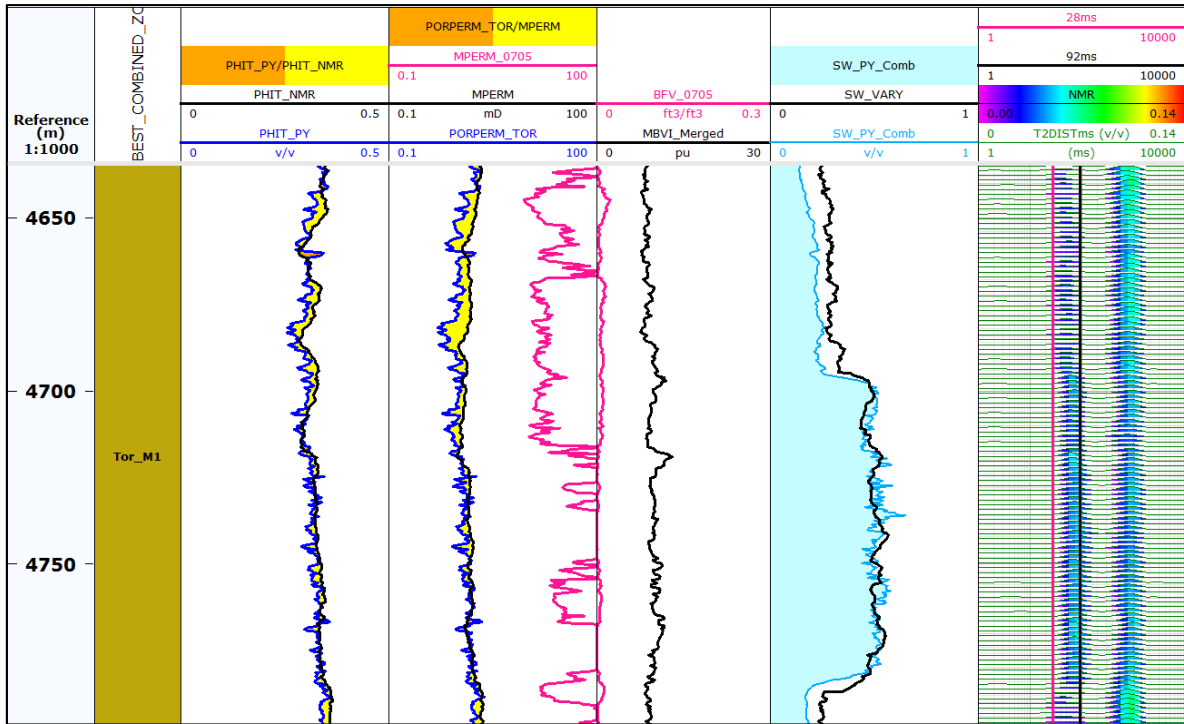 Reference
(m)
1:1000
BEST_COMBINED_ZO
PHIT_PY/PHIT_NMR
PHIT_NMR
0 0.5
PHIT_PY
0 v/v 0.5
PORPERM_TOR/MPERM
MPERM_0705
0.1 100
MPERM
0.1 mD 100
PORPERM_TOR
0.1 100
BFV_0705
0 ft3/ft3 0.3
MBVI_Merged
0 pu 30
SW_PY_Comb
SW_VARY
0 1
SW_PY_Comb
0 v/v 1
28ms
1 10000
92ms
1 10000
0.00 NMR 0.14
0 T2DISTms (v/v) 0.14
1 (ms) 10000
4650
4700
Tor_M1
4750